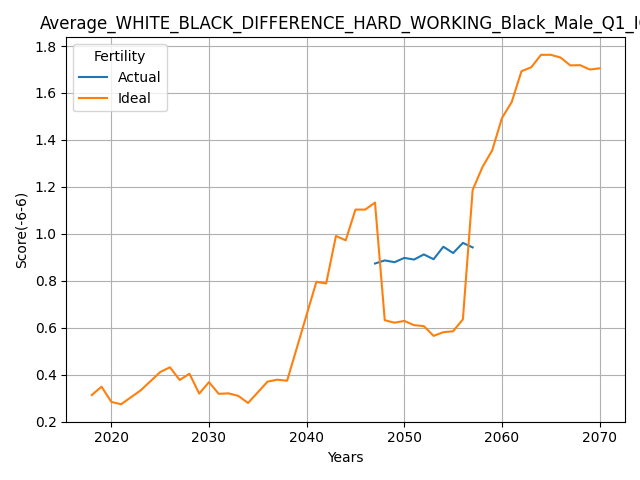 Average_WHITE_BLACK_DIFFERENCE_HARD_WORKING_Black_Male_Q1_I
Fertility
Actual
Ideal
Score(-6-6)
1.8
1.6
1.4
1.2
1.0
0.8
0.6
0.4
0.2
2020 2030 2040 2050 2060 2070
Years